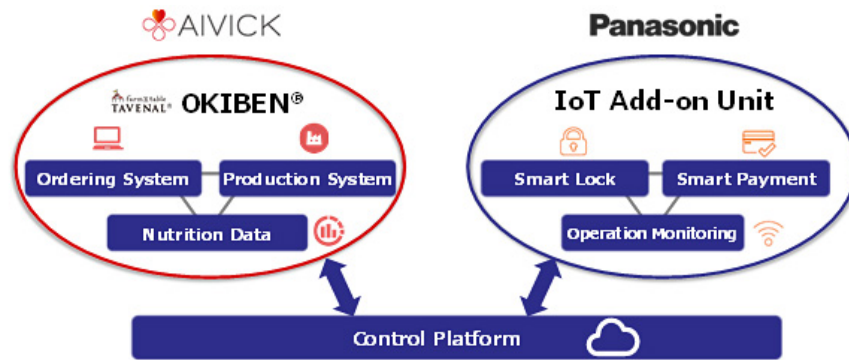 AIVICK
Panasonic
Farm2table
TAVENAL® OKIBEN®
IoT Add-on Unit
Ordering System
Production System
Nutrition Data
Smart Lock
Smart Payment
Operation Monitoring
Control Platform